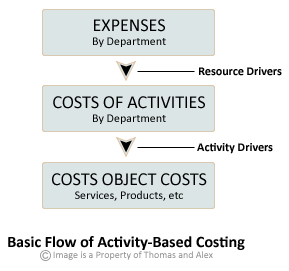 EXPENSES
By Department
Resource Drivers
COSTS OF ACTIVITIES
By Department
Activity Drivers
COSTS OBJECT COSTS
Services, Products, etc
Basic Flow of Activity-Based Costing
© Image is a Property of Thomas and Alex